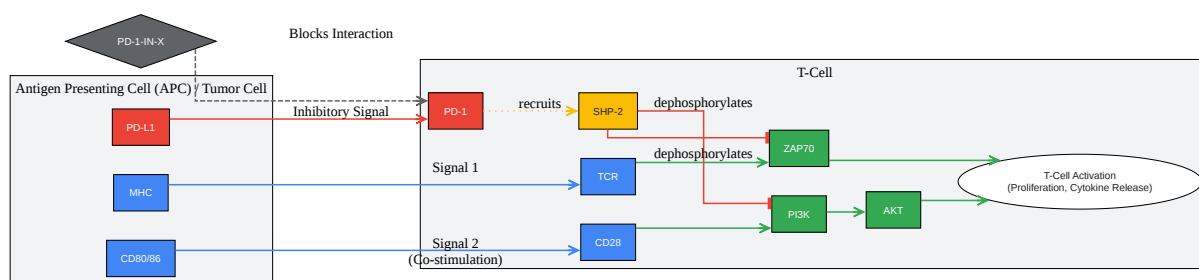 PD-1-IN-X
Blocks Interaction
Antigen Presenting Cell (APC) / Tumor Cell
T-Cell
PD-L1
Inhibitory Signal
PD-1
recruits
SHP-2
dephosphorylates
ZAP70
dephosphorylates
MHC
Signal 1
TCR
T-Cell Activation
(Proliferation, Cytokine Release)
PI3K
AKT
CD80/86
Signal 2
(Co-stimulation)
CD28